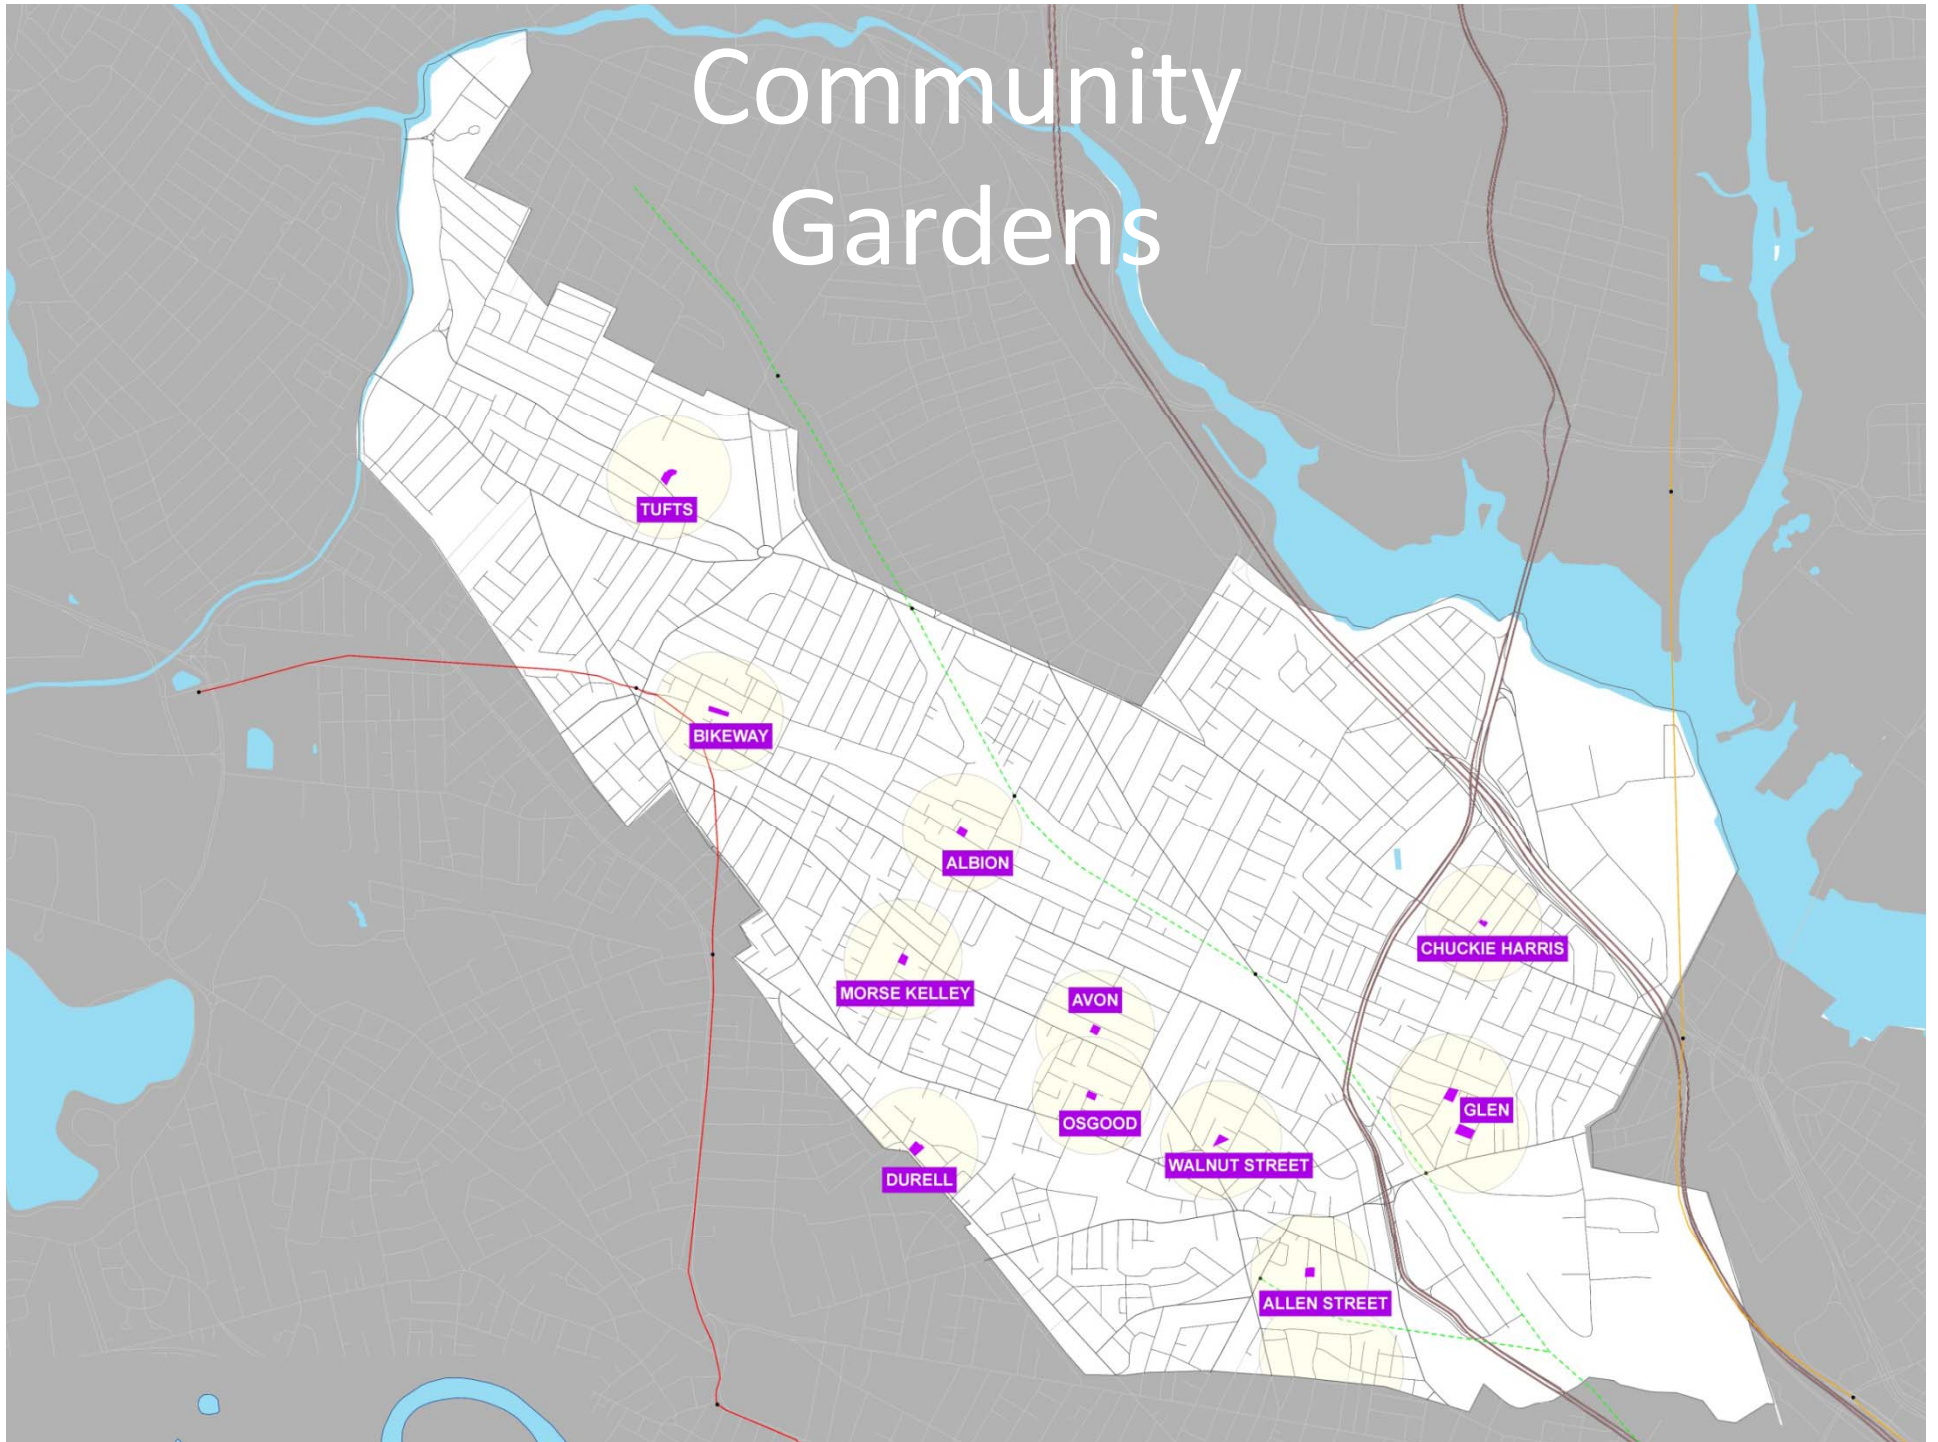 Community
Gardens
TUFTS
BIKEWAY
ALBION
CHUCKIE HARRIS
MORSE KELLEY
AVON
GLEN
OSGOOD
WALNUT STREET
DURELL
ALLEN STREET